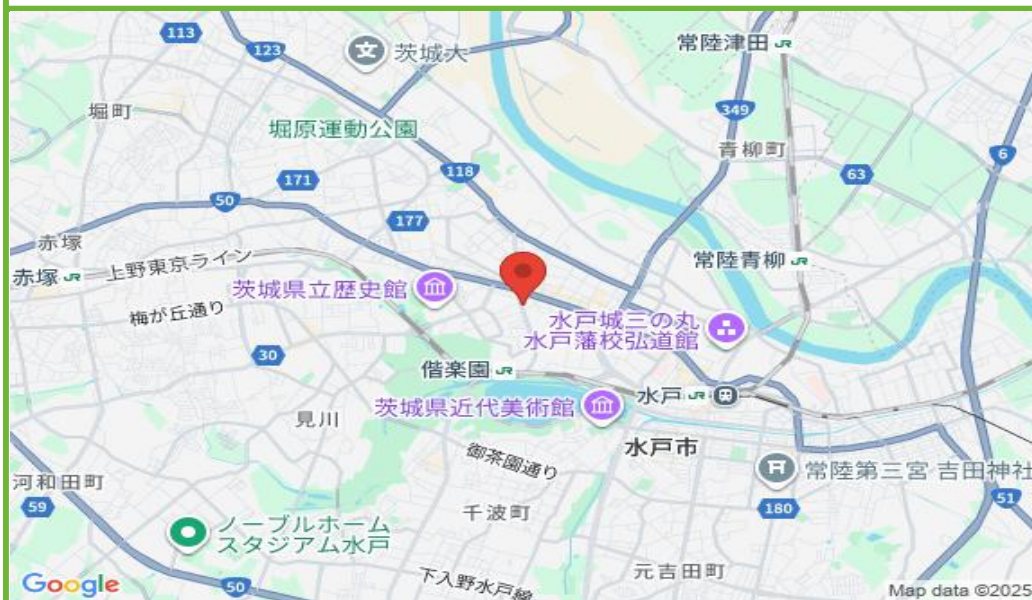 113
123
茨城大
常陸津田 JR
堀町
堀原運動公園
349
青柳町
6
171
118
63
50
177
赤塚
赤塚 JR
上野東京ライン
茨城県立歴史館
常陸青柳 JR
梅が丘通り
水戸城三の丸
水戸藩校弘道館
30
偕楽園 JR
見川
茨城県近代美術館
水戸 JR
水戸市
御茶園通り
常陸第三宮 吉田神社
河和田町
59
千波町
180
51
ノーブルホーム
スタジアム水戸
元吉田町
下入野水戸線
50
Google
Map data ©2025